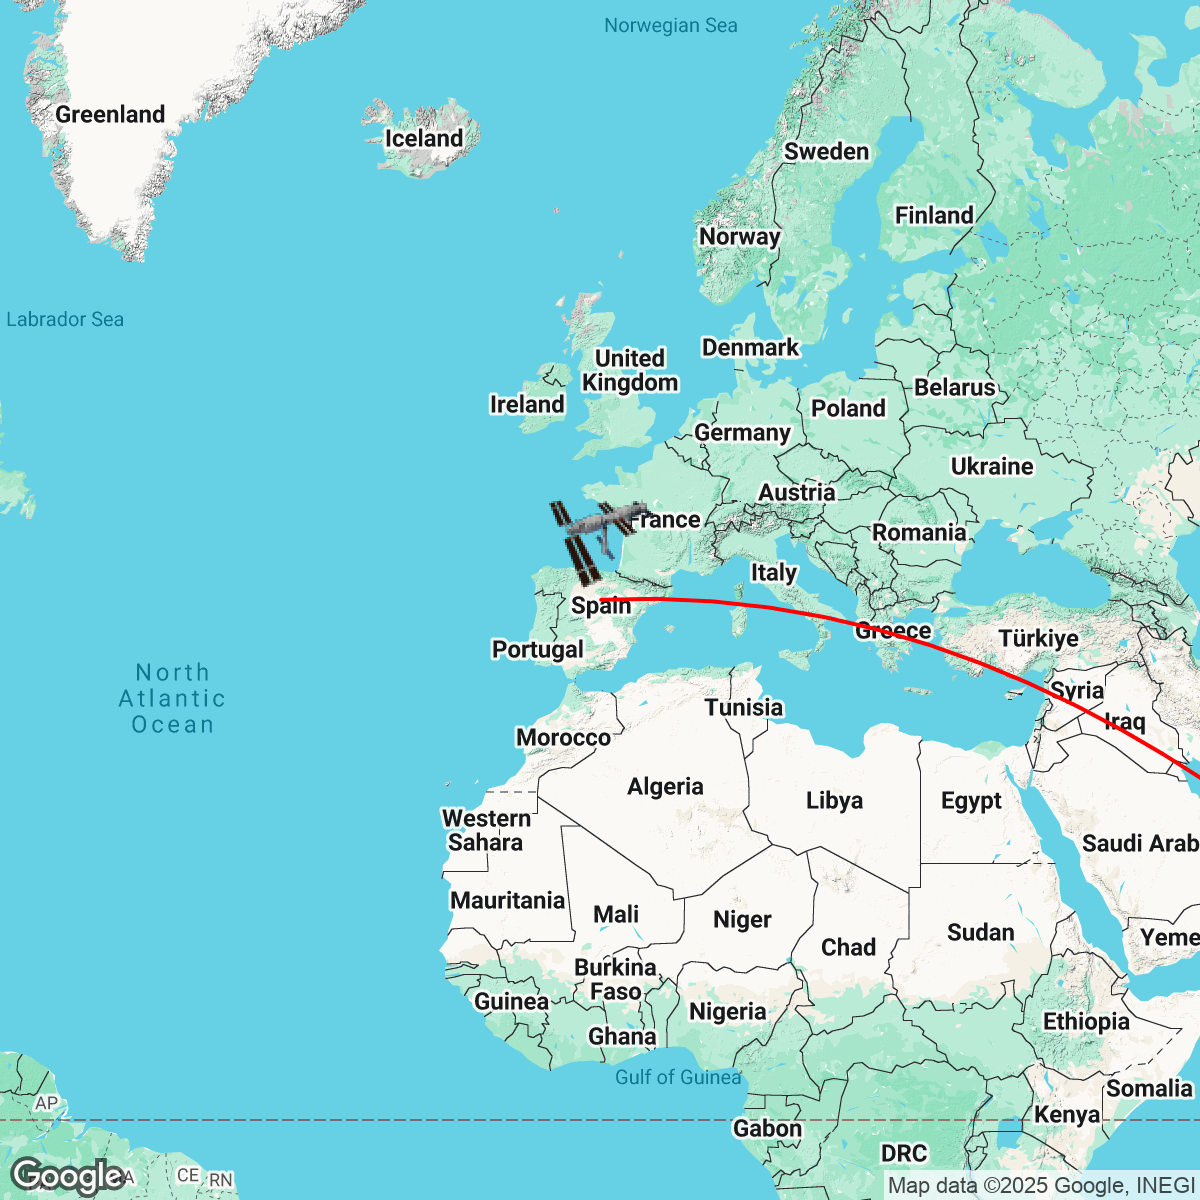 Norwegian Sea
Greenland
Iceland
Sweden
Finland
Norway
Labrador Sea
Denmark
United
Kingdom
Belarus
Ireland
Poland
Germany
Ukraine
Austria
France
Romania
Italy
Spain
Greece
Türkiye
Portugal
North
Atlantic
Ocean
Syria
Tunisia
Iraq
Morocco
Algeria
Libya
Egypt
Western
Sahara
Saudi Arab
Mauritania
Mali
Niger
Sudan
Yeme
Chad
Burkina
Faso
Guinea
Nigeria
Ethiopia
Ghana
Gulf of Guinea
Somalia
AP
Kenya
Gabon
DRC
Google
CE
RN
Map data ©2025 Google, INEGI